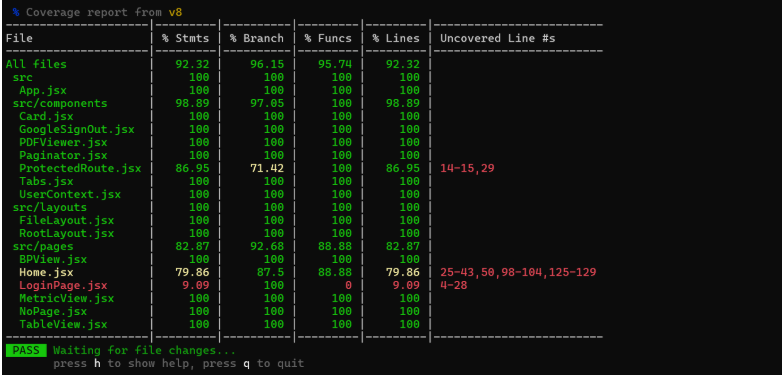 % Coverage report from v8
---------------------|---------|----------|---------|---------|-------------------------
File                 | % Stmts | % Branch | % Funcs | % Lines | Uncovered Line #s
---------------------|---------|----------|---------|---------|-------------------------
All files            |   92.32 |    96.15 |   95.74 |   92.32 |
 src                 |     100 |      100 |     100 |     100 |
  App.jsx            |     100 |      100 |     100 |     100 |
 src/components      |   98.89 |    97.05 |     100 |   98.89 |
  Card.jsx           |     100 |      100 |     100 |     100 |
  GoogleSignOut.jsx  |     100 |      100 |     100 |     100 |
  PDFViewer.jsx      |     100 |      100 |     100 |     100 |
  Paginator.jsx      |     100 |      100 |     100 |     100 |
  ProtectedRoute.jsx |   86.95 |    71.42 |     100 |   86.95 | 14-15,29
  Tabs.jsx           |     100 |      100 |     100 |     100 |
  UserContext.jsx    |     100 |      100 |     100 |     100 |
 src/layouts         |     100 |      100 |     100 |     100 |
  FileLayout.jsx     |     100 |      100 |     100 |     100 |
  RootLayout.jsx     |     100 |      100 |     100 |     100 |
 src/pages           |   82.87 |    92.68 |   88.88 |   82.87 |
  BPView.jsx         |     100 |      100 |     100 |     100 |
  Home.jsx           |   79.86 |     87.5 |   88.88 |   79.86 | 25-43,50,98-104,125-129
  LoginPage.jsx      |    9.09 |      100 |       0 |    9.09 | 4-28
  MetricView.jsx     |     100 |      100 |     100 |     100 |
  NoPage.jsx         |     100 |      100 |     100 |     100 |
  TableView.jsx      |     100 |      100 |     100 |     100 |
---------------------|---------|----------|---------|---------|-------------------------
PASS  Waiting for file changes...
press h to show help, press q to quit